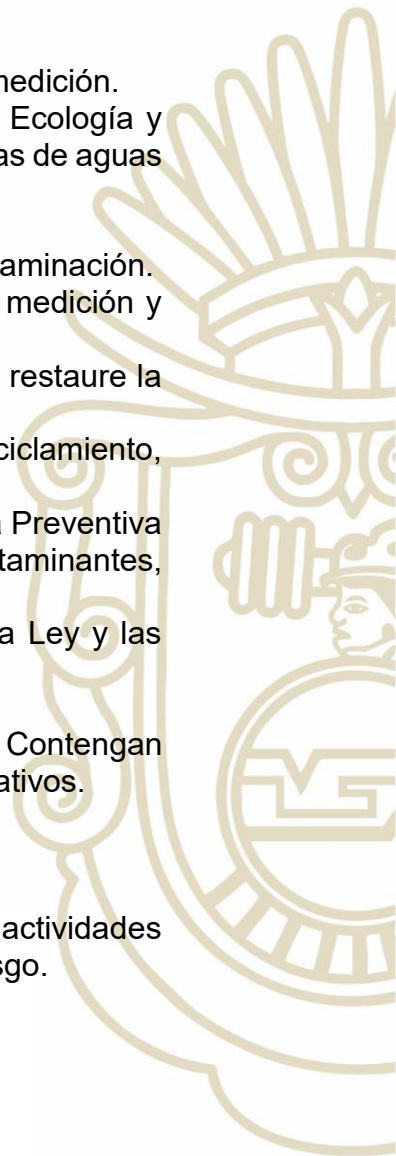 medición.
Ecología y
as de aguas
aminación.
medición y
restaure la
ciclamiento,
Preventiva
taminantes,
a Ley y las
Contengan
ativos.
actividades
sgo.